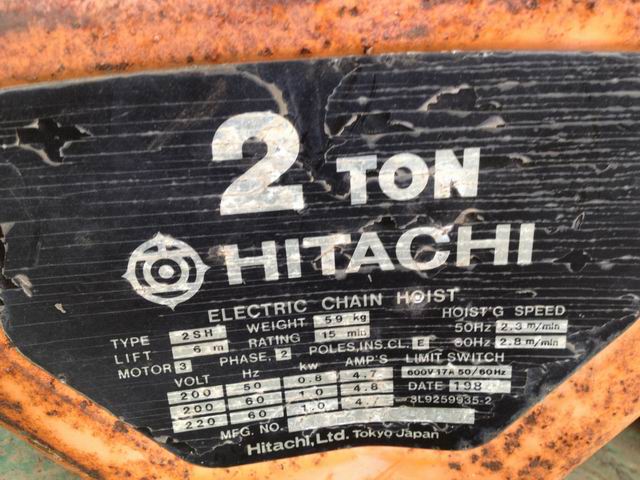 2 TON
HITACHI
ELECTRIC CHAIN HOIST
TYPE 2SH WEIGHT 59 kg HOIST'G SPEED
LIFT 6 m RATING 15 min 50Hz 2.3 m/min
MOTOR 3 PHASE, 2 POLES,INS.CL. E 60Hz 2.8 m/min
VOLT Hz kw AMP'S LIMIT SWITCH
200 50 0.8 4.7 600V·17A 50/60Hz
200 60 1.0 4.8 DATE 198
220 60 1.0 4.7 3L9259935-2
MFG. NO.
Hitachi, Ltd. Tokyo Japan